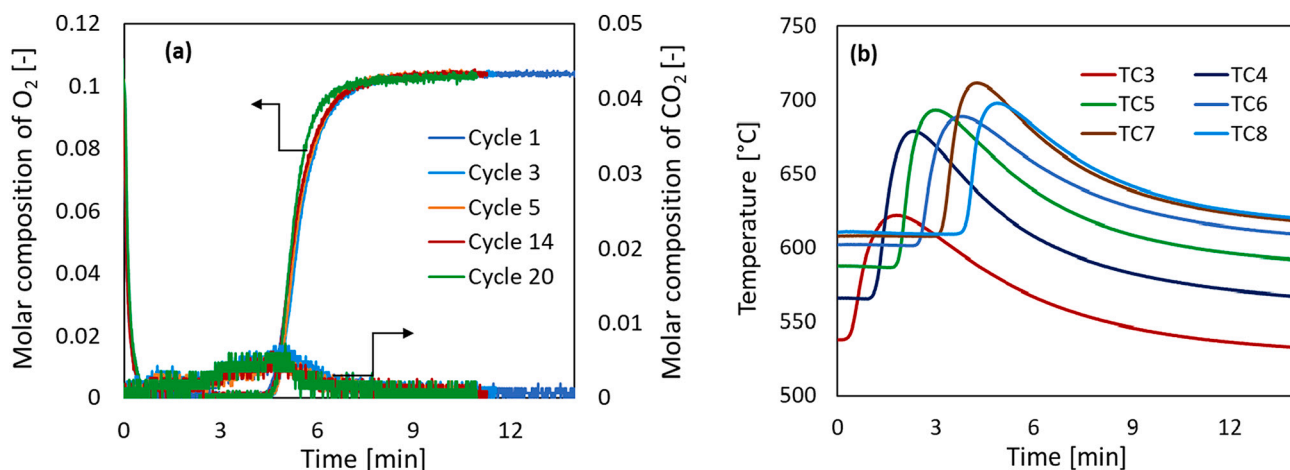 (a)
Molar composition of O2 [-]
0.12
0.1
0.08
0.06
0.04
0.02
0
0 3 6 9 12
Time [min]
Cycle 1
Cycle 3
Cycle 5
Cycle 14
Cycle 20
0.05
0.04
0.03
0.02
0.01
0
Molar composition of CO2 [-]
(b)
Temperature [°C]
750
700
650
600
550
500
0 3 6 9 12
Time [min]
TC3 TC4
TC5 TC6
TC7 TC8